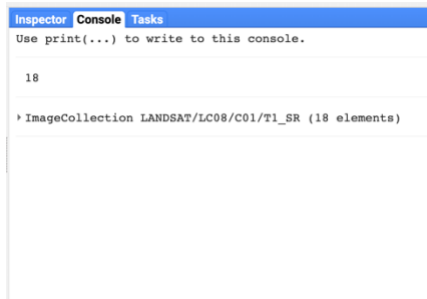 Inspector Console Tasks
Use print(...) to write to this console.
18
ImageCollection LANDSAT/LC08/C01/T1_SR (18 elements)